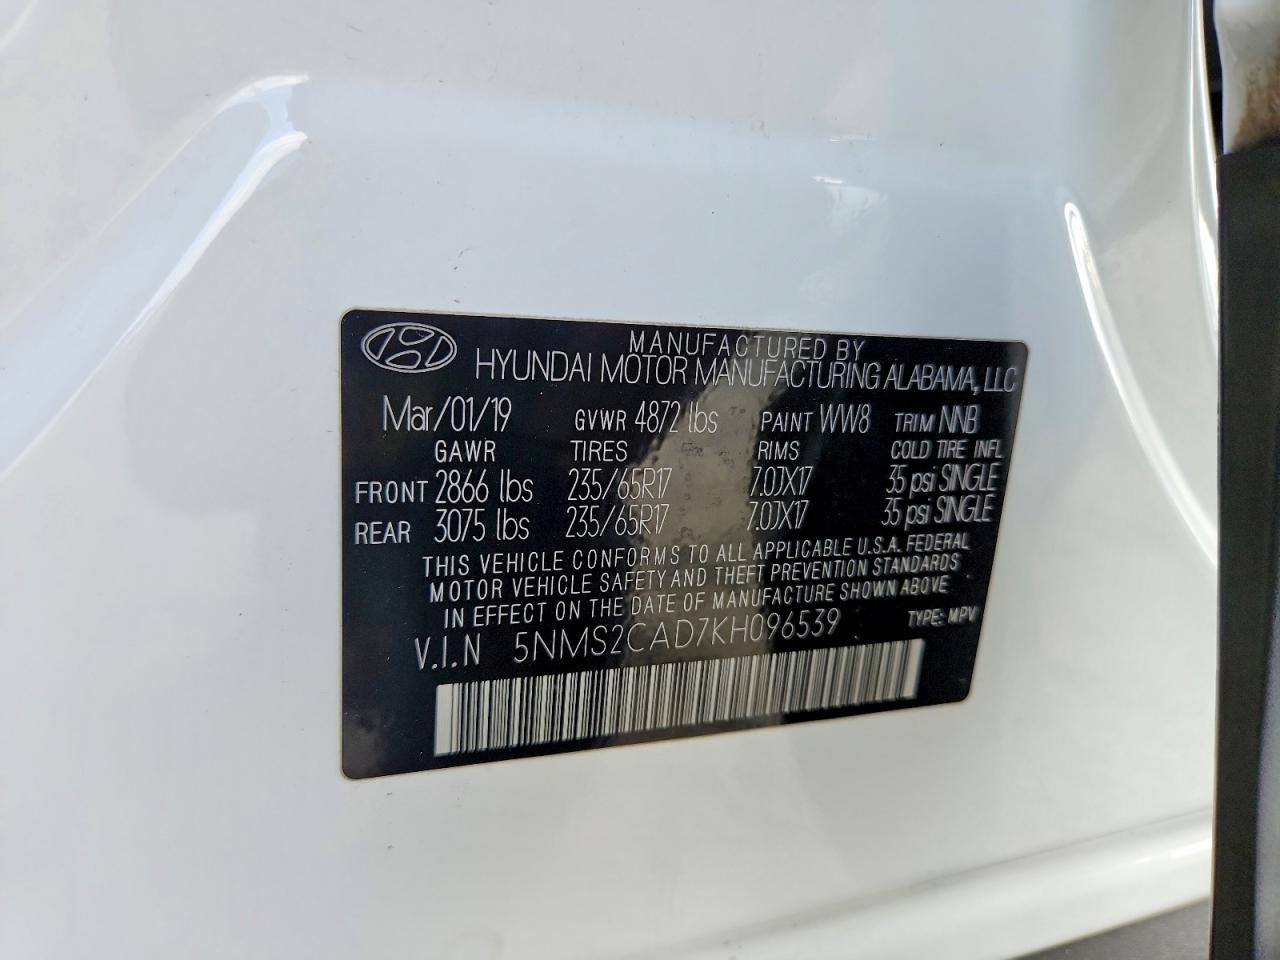 MANUFACTURED BY
HYUNDAI MOTOR MANUFACTURING ALABAMA, LLC
Mar/01/19 GVWR 4872 lbs PAINT WW8 TRIM NNB
GAWR TIRES RIMS COLD TIRE INFL
FRONT 2866 lbs 235/65R17 7.0JX17 35 psi SINGLE
REAR 3075 lbs 235/65R17 7.0JX17 35 psi SINGLE
THIS VEHICLE CONFORMS TO ALL APPLICABLE U.S.A. FEDERAL
MOTOR VEHICLE SAFETY AND THEFT PREVENTION STANDARDS
IN EFFECT ON THE DATE OF MANUFACTURE SHOWN ABOVE
V.I.N 5NMS2CAD7KH096539 TYPE: MPV